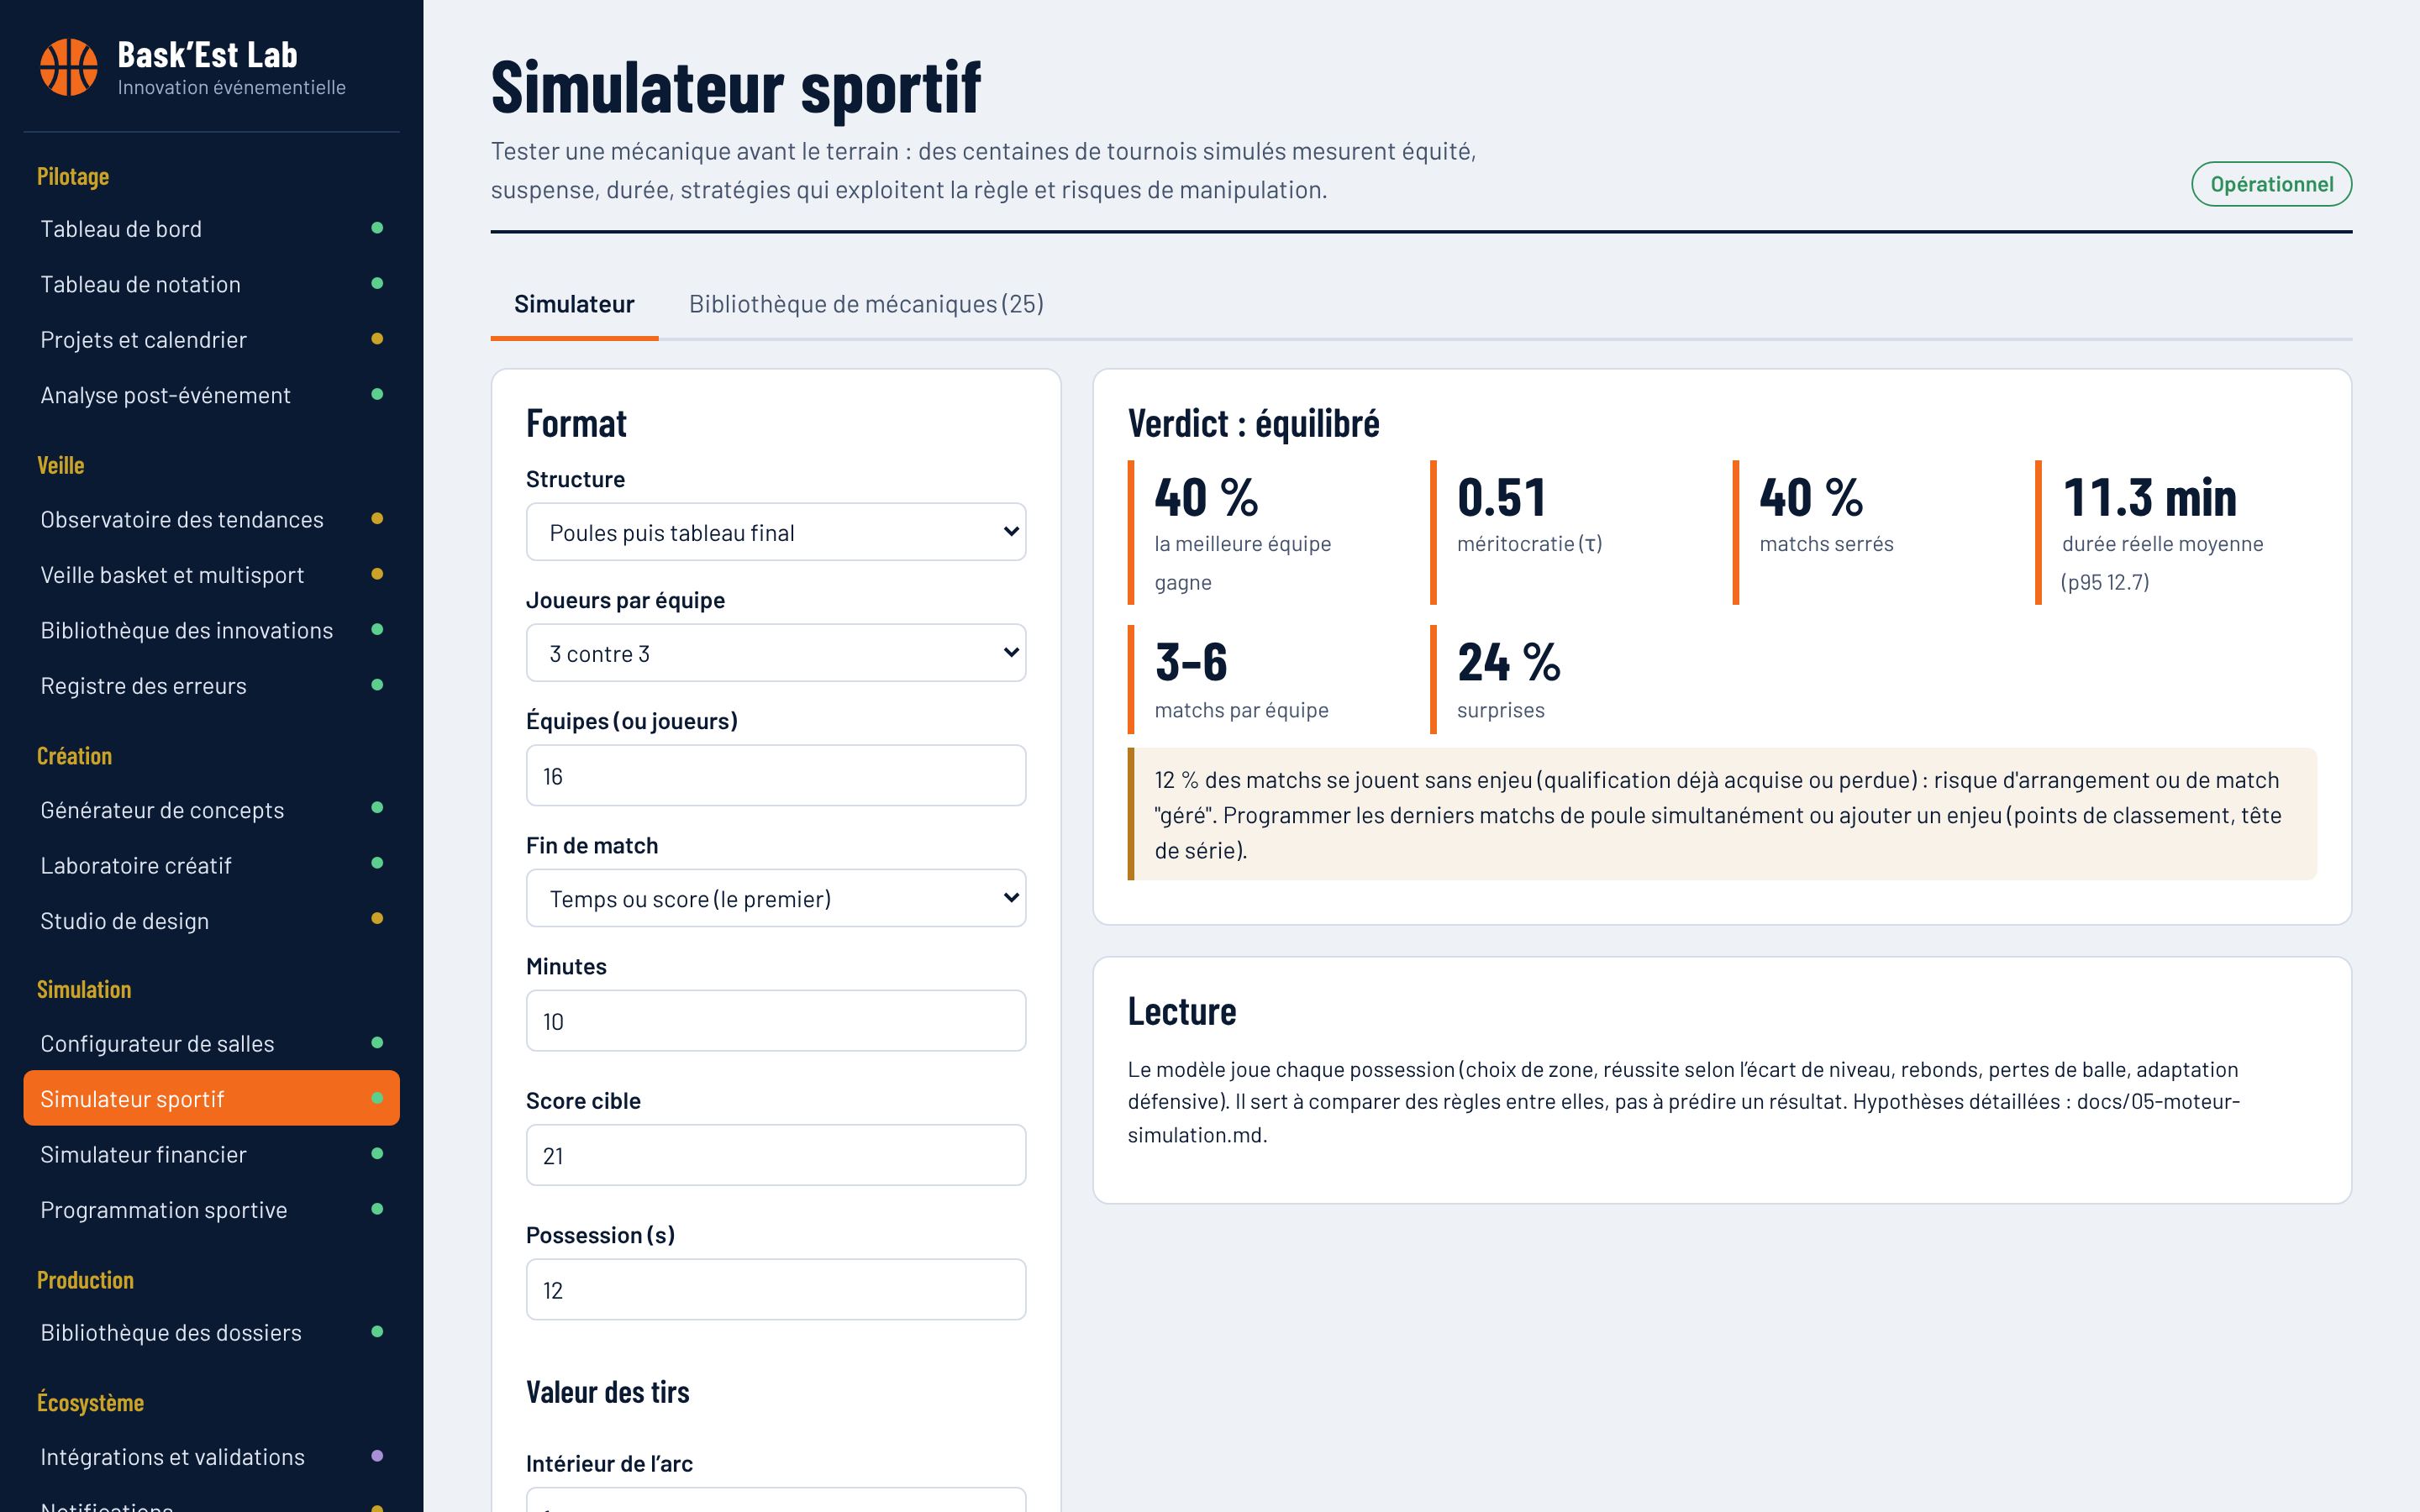 Bask’Est Lab
Innovation événementielle
Pilotage
Tableau de bord
Tableau de notation
Projets et calendrier
Analyse post-événement
Veille
Observatoire des tendances
Veille basket et multisport
Bibliothèque des innovations
Registre des erreurs
Création
Générateur de concepts
Laboratoire créatif
Studio de design
Simulation
Configurateur de salles
Simulateur sportif
Simulateur financier
Programmation sportive
Production
Bibliothèque des dossiers
Écosystème
Intégrations et validations
Notifications
Simulateur sportif
Tester une mécanique avant le terrain : des centaines de tournois simulés mesurent équité,
suspense, durée, stratégies qui exploitent la règle et risques de manipulation.
Opérationnel
Simulateur
Bibliothèque de mécaniques (25)
Format
Structure
Poules puis tableau final
Joueurs par équipe
3 contre 3
Équipes (ou joueurs)
16
Fin de match
Temps ou score (le premier)
Minutes
10
Score cible
21
Possession (s)
12
Valeur des tirs
Intérieur de l’arc
Verdict : équilibré
40 %
la meilleure équipe
gagne
0.51
méritocratie (τ)
40 %
matchs serrés
11.3 min
durée réelle moyenne
(p95 12.7)
3–6
matchs par équipe
24 %
surprises
12 % des matchs se jouent sans enjeu (qualification déjà acquise ou perdue) : risque d'arrangement ou de match
"géré". Programmer les derniers matchs de poule simultanément ou ajouter un enjeu (points de classement, tête
de série).
Lecture
Le modèle joue chaque possession (choix de zone, réussite selon l’écart de niveau, rebonds, pertes de balle, adaptation
défensive). Il sert à comparer des règles entre elles, pas à prédire un résultat. Hypothèses détaillées : docs/05-moteur-
simulation.md.